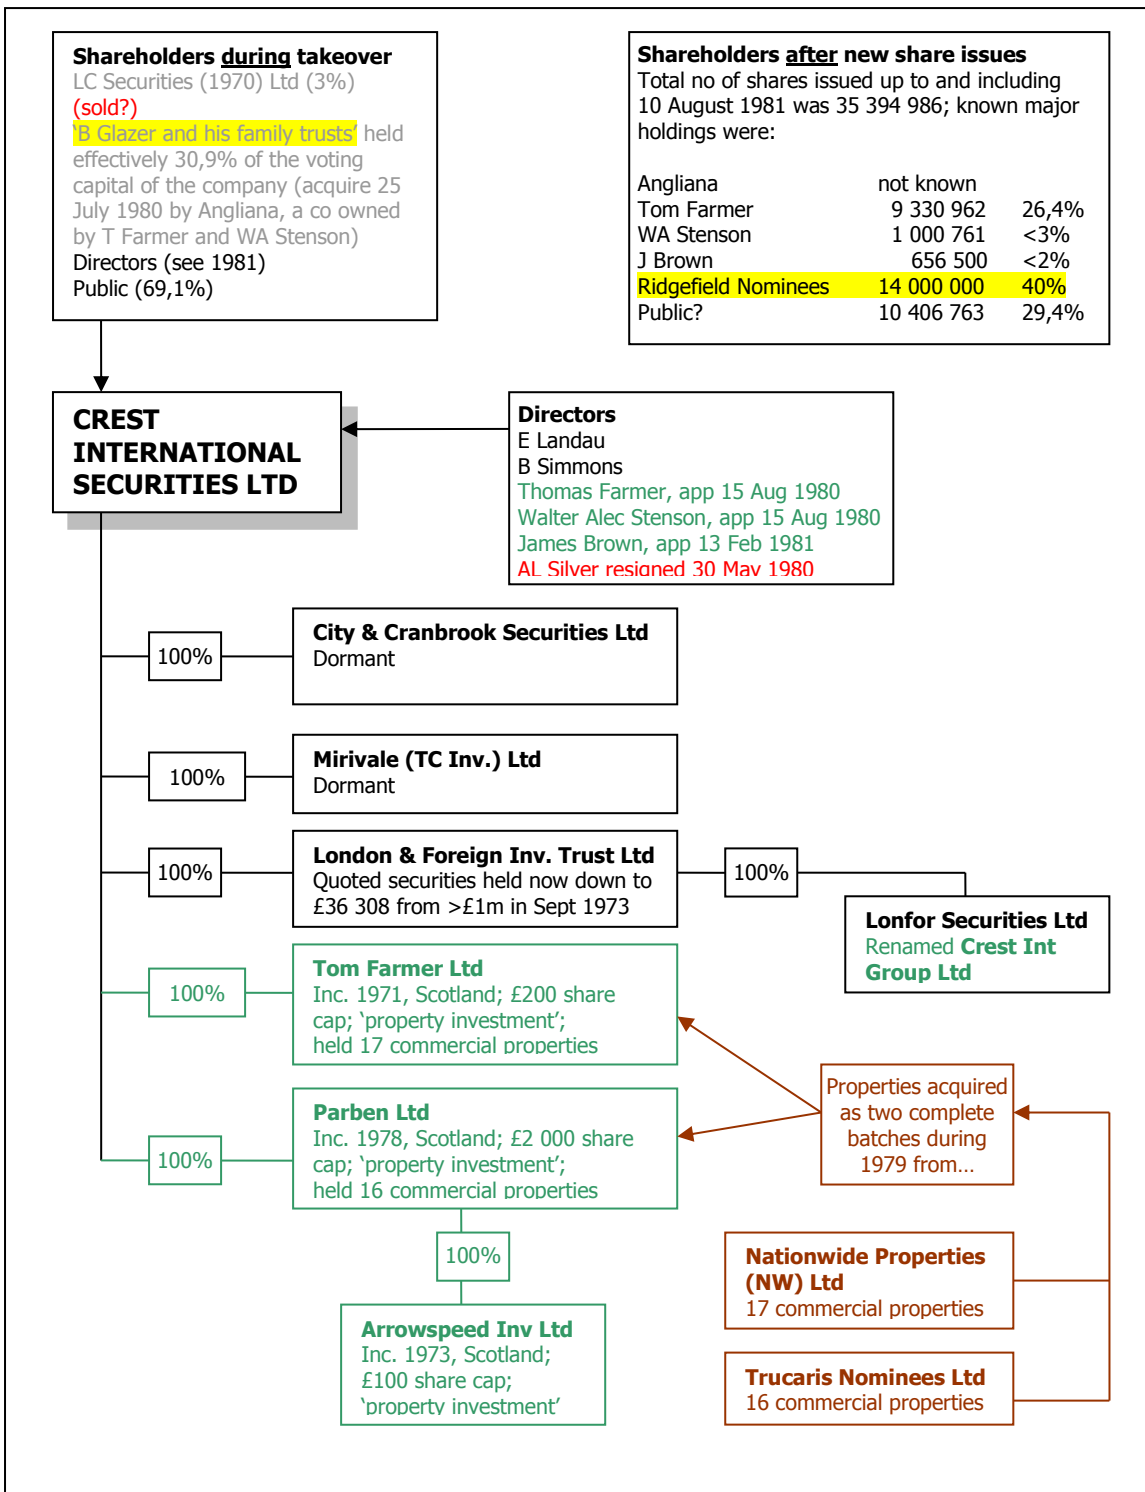 Shareholders during takeover
LC Securities (1970) Ltd (3%)
(sold?)
‘B Glazer and his family trusts’ held
effectively 30,9% of the voting
capital of the company (acquire 25
July 1980 by Angliana, a co owned
by T Farmer and WA Stenson)
Directors (see 1981)
Public (69,1%)
Shareholders after new share issues
Total no of shares issued up to and including
10 August 1981 was 35 394 986; known major
holdings were:
Angliana not known
Tom Farmer 9 330 962 26,4%
WA Stenson 1 000 761 <3%
J Brown 656 500 <2%
Ridgefield Nominees 14 000 000 40%
Public? 10 406 763 29,4%
CREST
INTERNATIONAL
SECURITIES LTD
Directors
E Landau
B Simmons
Thomas Farmer, app 15 Aug 1980
Walter Alec Stenson, app 15 Aug 1980
James Brown, app 13 Feb 1981
AL Silver resigned 30 May 1980
100%
City & Cranbrook Securities Ltd
Dormant
100%
Mirivale (TC Inv.) Ltd
Dormant
100%
London & Foreign Inv. Trust Ltd
Quoted securities held now down to
£36 308 from >£1m in Sept 1973
100%
Lonfor Securities Ltd
Renamed Crest Int
Group Ltd
100%
Tom Farmer Ltd
Inc. 1971, Scotland; £200 share
cap; ‘property investment’;
held 17 commercial properties
100%
Parben Ltd
Inc. 1978, Scotland; £2 000 share
cap; ‘property investment’;
held 16 commercial properties
Properties acquired
as two complete
batches during
1979 from…
100%
Arrowspeed Inv Ltd
Inc. 1973, Scotland;
£100 share cap;
‘property investment’
Nationwide Properties
(NW) Ltd
17 commercial properties
Trucaris Nominees Ltd
16 commercial properties